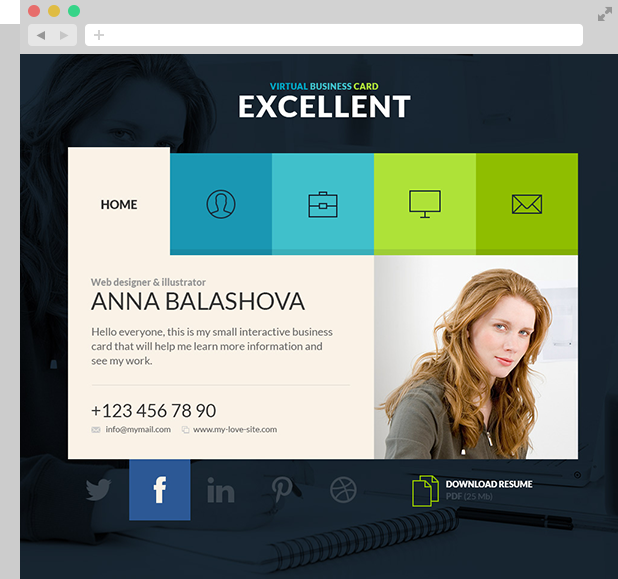 VIRTUAL BUSINESS CARD
EXCELLENT
HOME
Web designer & illustrator
ANNA BALASHOVA
Hello everyone, this is my small interactive business
card that will help me learn more information and
see my work.
+123 456 78 90
info@mymail.com www.my-love-site.com
DOWNLOAD RESUME
PDF (25 Mb)